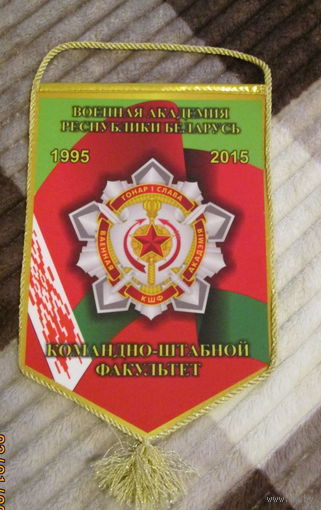 ВОЕННАЯ АКАДЕМИЯ
РЕСПУБЛИКИ БЕЛАРУСЬ
1995 2015
ГОНАР І СЛАВА
ВАЕННАЯ АКАДЭМІЯ
КШФ
КОМАНДНО-ШТАБНОЙ
ФАКУЛЬТЕТ